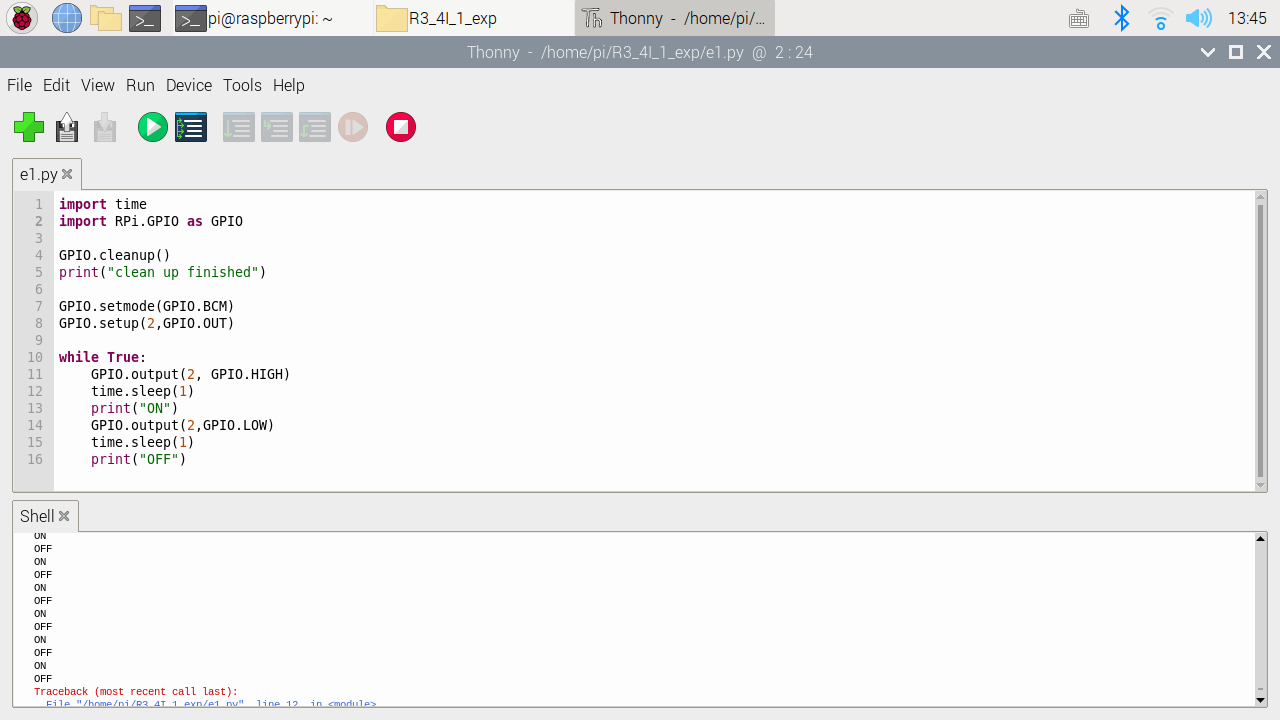 pi@raspberrypi: ~
R3_4I_1_exp
Thonny - /home/pi/...
13:45
Thonny - /home/pi/R3_4I_1_exp/e1.py @ 2 : 24
File Edit View Run Device Tools Help
e1.py
1 import time
2 import RPi.GPIO as GPIO
3
4 GPIO.cleanup()
5 print("clean up finished")
6
7 GPIO.setmode(GPIO.BCM)
8 GPIO.setup(2,GPIO.OUT)
9
10 while True:
11     GPIO.output(2, GPIO.HIGH)
12     time.sleep(1)
13     print("ON")
14     GPIO.output(2,GPIO.LOW)
15     time.sleep(1)
16     print("OFF")
Shell
ON
OFF
ON
OFF
ON
OFF
ON
OFF
ON
OFF
ON
OFF
Traceback (most recent call last):
  File "/home/pi/R3_4I_1_exp/e1.py", line 12, in <module>